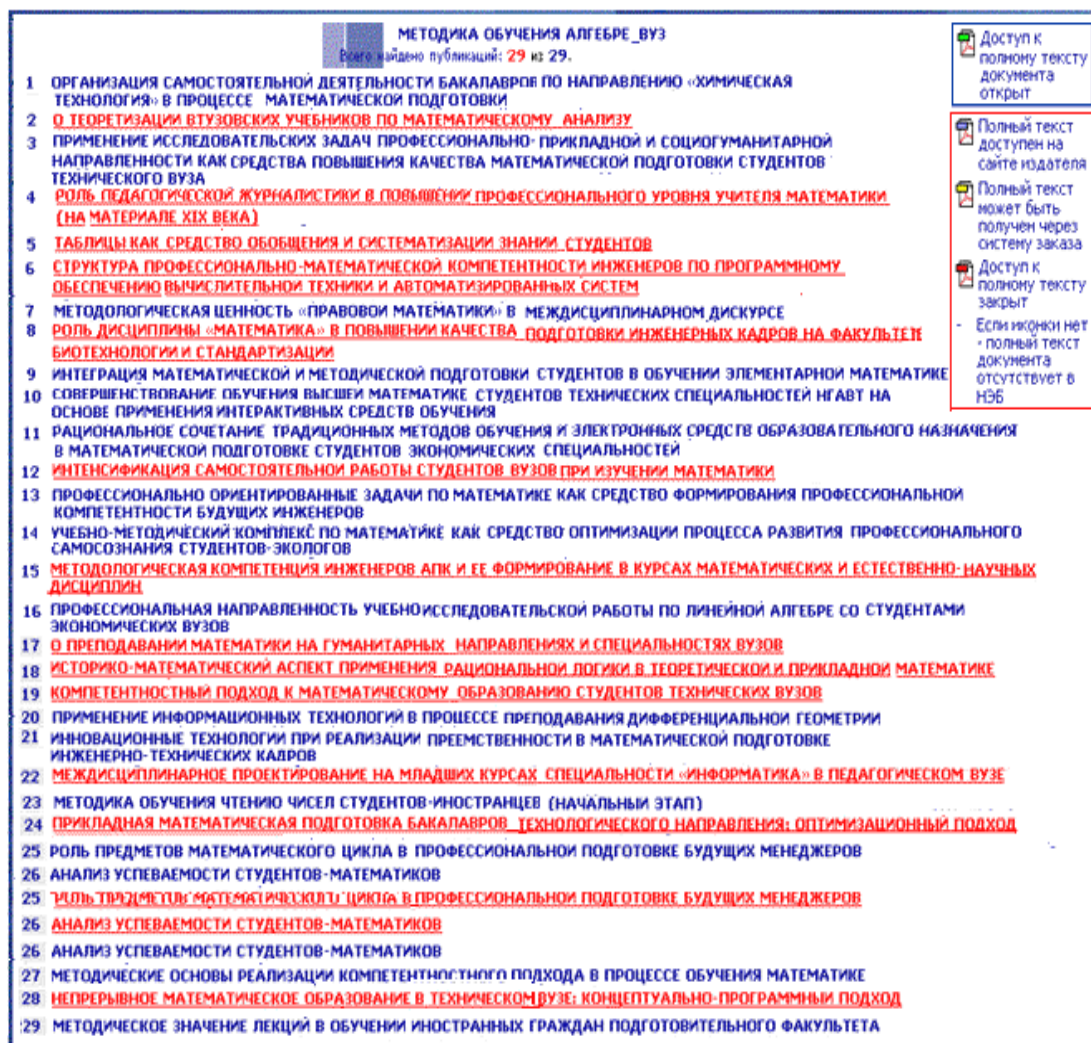 МЕТОДИКА ОБУЧЕНИЯ АЛГЕБРЕ_ВУЗ
Всего найдено публикаций: 29 из 29.
1 ОРГАНИЗАЦИЯ САМОСТОЯТЕЛЬНОЙ ДЕЯТЕЛЬНОСТИ БАКАЛАВРОВ ПО НАПРАВЛЕНИЮ «ХИМИЧЕСКАЯ
ТЕХНОЛОГИЯ» В ПРОЦЕССЕ МАТЕМАТИЧЕСКОЙ ПОДГОТОВКИ
2 О ТЕОРЕТИЗАЦИИ ВТУЗОВСКИХ УЧЕБНИКОВ ПО МАТЕМАТИЧЕСКОМУ АНАЛИЗУ
3 ПРИМЕНЕНИЕ ИССЛЕДОВАТЕЛЬСКИХ ЗАДАЧ ПРОФЕССИОНАЛЬНО-ПРИКЛАДНОЙ И СОЦИОГУМАНИТАРНОЙ
НАПРАВЛЕННОСТИ КАК СРЕДСТВА ПОВЫШЕНИЯ КАЧЕСТВА МАТЕМАТИЧЕСКОЙ ПОДГОТОВКИ СТУДЕНТОВ
ТЕХНИЧЕСКОГО ВУЗА
4 РОЛЬ ПЕДАГОГИЧЕСКОЙ ЖУРНАЛИСТИКИ В ПОВЫШЕНИИ ПРОФЕССИОНАЛЬНОГО УРОВНЯ УЧИТЕЛЯ МАТЕМАТИКИ
(НА МАТЕРИАЛЕ XIX ВЕКА)
5 ТАБЛИЦЫ КАК СРЕДСТВО ОБОБЩЕНИЯ И СИСТЕМАТИЗАЦИИ ЗНАНИИ СТУДЕНТОВ
6 СТРУКТУРА ПРОФЕССИОНАЛЬНО-МАТЕМАТИЧЕСКОЙ КОМПЕТЕНТНОСТИ ИНЖЕНЕРОВ ПО ПРОГРАММНОМУ
ОБЕСПЕЧЕНИЮ ВЫЧИСЛИТЕЛЬНОЙ ТЕХНИКИ И АВТОМАТИЗИРОВАННЫХ СИСТЕМ
7 МЕТОДОЛОГИЧЕСКАЯ ЦЕННОСТЬ «ПРАВОВОИ МАТЕМАТИКИ» В МЕЖДИСЦИПЛИНАРНОМ ДИСКУРСЕ
8 РОЛЬ ДИСЦИПЛИНЫ «МАТЕМАТИКА» В ПОВЫШЕНИИ КАЧЕСТВА ПОДГОТОВКИ ИНЖЕНЕРНЫХ КАДРОВ НА ФАКУЛЬТЕТЕ
БИОТЕХНОЛОГИИ И СТАНДАРТИЗАЦИИ
9 ИНТЕГРАЦИЯ МАТЕМАТИЧЕСКОЙ И МЕТОДИЧЕСКОЙ ПОДГОТОВКИ СТУДЕНТОВ В ОБУЧЕНИИ ЭЛЕМЕНТАРНОЙ МАТЕМАТИКЕ
10 СОВЕРШЕНСТВОВАНИЕ ОБУЧЕНИЯ ВЫСШЕИ МАТЕМАТИКЕ СТУДЕНТОВ ТЕХНИЧЕСКИХ СПЕЦИАЛЬНОСТЕЙ НГАВТ НА
ОСНОВЕ ПРИМЕНЕНИЯ ИНТЕРАКТИВНЫХ СРЕДСТВ ОБУЧЕНИЯ
11 РАЦИОНАЛЬНОЕ СОЧЕТАНИЕ ТРАДИЦИОННЫХ МЕТОДОВ ОБУЧЕНИЯ И ЭЛЕКТРОННЫХ СРЕДСТВ ОБРАЗОВАТЕЛЬНОГО НАЗНАЧЕНИЯ
В МАТЕМАТИЧЕСКОЙ ПОДГОТОВКЕ СТУДЕНТОВ ЭКОНОМИЧЕСКИХ СПЕЦИАЛЬНОСТЕЙ
12 ИНТЕНСИФИКАЦИЯ САМОСТОЯТЕЛЬНОИ РАБОТЫ СТУДЕНТОВ ВУЗОВ ПРИ ИЗУЧЕНИИ МАТЕМАТИКИ
13 ПРОФЕССИОНАЛЬНО ОРИЕНТИРОВАННЫЕ ЗАДАЧИ ПО МАТЕМАТИКЕ КАК СРЕДСТВО ФОРМИРОВАНИЯ ПРОФЕССИОНАЛЬНОЙ
КОМПЕТЕНТНОСТИ БУДУЩИХ ИНЖЕНЕРОВ
14 УЧЕБНО-МЕТОДИЧЕСКИЙ КОМПЛЕКС ПО МАТЕМАТИКЕ КАК СРЕДСТВО ОПТИМИЗАЦИИ ПРОЦЕССА РАЗВИТИЯ ПРОФЕССИОНАЛЬНОГО
САМОСОЗНАНИЯ СТУДЕНТОВ-ЭКОЛОГОВ
15 МЕТОДОЛОГИЧЕСКАЯ КОМПЕТЕНЦИЯ ИНЖЕНЕРОВ АПК И ЕЕ ФОРМИРОВАНИЕ В КУРСАХ МАТЕМАТИЧЕСКИХ И ЕСТЕСТВЕННО-НАУЧНЫХ
ДИСЦИПЛИН
16 ПРОФЕССИОНАЛЬНАЯ НАПРАВЛЕННОСТЬ УЧЕБНОИССЛЕДОВАТЕЛЬСКОЙ РАБОТЫ ПО ЛИНЕЙНОЙ АЛГЕБРЕ СО СТУДЕНТАМИ
ЭКОНОМИЧЕСКИХ ВУЗОВ
17 О ПРЕПОДАВАНИИ МАТЕМАТИКИ НА ГУМАНИТАРНЫХ НАПРАВЛЕНИЯХ И СПЕЦИАЛЬНОСТЯХ ВУЗОВ
18 ИСТОРИКО-МАТЕМАТИЧЕСКИЙ АСПЕКТ ПРИМЕНЕНИЯ РАЦИОНАЛЬНОЙ ЛОГИКИ В ТЕОРЕТИЧЕСКОИ И ПРИКЛАДНОЙ МАТЕМАТИКЕ
19 КОМПЕТЕНТНОСТНЫЙ ПОДХОД К МАТЕМАТИЧЕСКОМУ ОБРАЗОВАНИЮ СТУДЕНТОВ ТЕХНИЧЕСКИХ ВУЗОВ
20 ПРИМЕНЕНИЕ ИНФОРМАЦИОННЫХ ТЕХНОЛОГИЙ В ПРОЦЕССЕ ПРЕПОДАВАНИЯ ДИФФЕРЕНЦИАЛЬНОЙ ГЕОМЕТРИИ
21 ИННОВАЦИОННЫЕ ТЕХНОЛОГИИ ПРИ РЕАЛИЗАЦИИ ПРЕЕМСТВЕННОСТИ В МАТЕМАТИЧЕСКОЙ ПОДГОТОВКЕ
ИНЖЕНЕРНО-ТЕХНИЧЕСКИХ КАДРОВ
22 МЕЖДИСЦИПЛИНАРНОЕ ПРОЕКТИРОВАНИЕ НА МЛАДШИХ КУРСАХ СПЕЦИАЛЬНОСТИ «ИНФОРМАТИКА» В ПЕДАГОГИЧЕСКОМ ВУЗЕ
23 МЕТОДИКА ОБУЧЕНИЯ ЧТЕНИЮ ЧИСЕЛ СТУДЕНТОВ-ИНОСТРАНЦЕВ (НАЧАЛЬНЫЙ ЭТАП)
24 ПРИКЛАДНАЯ МАТЕМАТИЧЕСКАЯ ПОДГОТОВКА БАКАЛАВРОВ ТЕХНОЛОГИЧЕСКОГО НАПРАВЛЕНИЯ: ОПТИМИЗАЦИОННЫЙ ПОДХОД
25 РОЛЬ ПРЕДМЕТОВ МАТЕМАТИЧЕСКОГО ЦИКЛА В ПРОФЕССИОНАЛЬНОИ ПОДГОТОВКЕ БУДУЩИХ МЕНЕДЖЕРОВ
26 АНАЛИЗ УСПЕВАЕМОСТИ СТУДЕНТОВ-МАТЕМАТИКОВ
25 РОЛЬ ПРЕДМЕТОВ МАТЕМАТИЧЕСКОГО ЦИКЛА В ПРОФЕССИОНАЛЬНОЙ ПОДГОТОВКЕ БУДУЩИХ МЕНЕДЖЕРОВ
26 АНАЛИЗ УСПЕВАЕМОСТИ СТУДЕНТОВ-МАТЕМАТИКОВ
26 АНАЛИЗ УСПЕВАЕМОСТИ СТУДЕНТОВ-МАТЕМАТИКОВ
27 МЕТОДИЧЕСКИЕ ОСНОВЫ РЕАЛИЗАЦИИ КОМПЕТЕНТНОСТНОГО ПОДХОДА В ПРОЦЕССЕ ОБУЧЕНИЯ МАТЕМАТИКЕ
28 НЕПРЕРЫВНОЕ МАТЕМАТИЧЕСКОЕ ОБРАЗОВАНИЕ В ТЕХНИЧЕСКОМ ВУЗЕ: КОНЦЕПТУАЛЬНО-ПРОГРАММНЫЙ ПОДХОД
29 МЕТОДИЧЕСКОЕ ЗНАЧЕНИЕ ЛЕКЦИЙ В ОБУЧЕНИИ ИНОСТРАННЫХ ГРАЖДАН ПОДГОТОВИТЕЛЬНОГО ФАКУЛЬТЕТА
Доступ к
полному тексту
документа
открыт
Полный текст
доступен на
сайте издателя
Полный текст
может быть
получен через
систему заказа
Доступ к
полному тексту
закрыт
- Если иконки нет
- полный текст
документа
отсутствует в
НЭБ